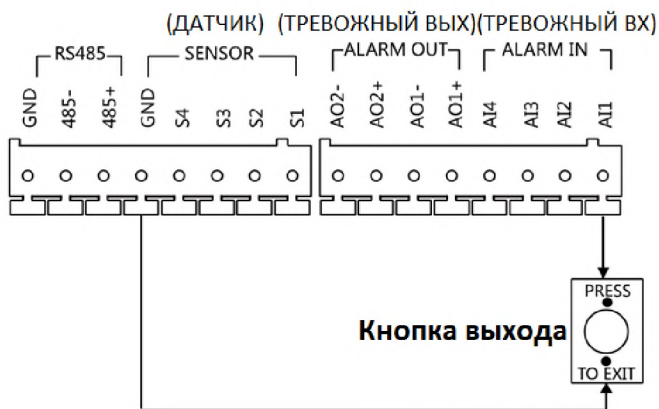 (ДАТЧИК) (ТРЕВОЖНЫЙ ВЫХ)(ТРЕВОЖНЫЙ ВХ)
RS485 SENSOR ALARM OUT ALARM IN
GND 485- 485+ GND S4 S3 S2 S1 AO2- AO2+ AO1- AO1+ AI4 AI3 AI2 AI1
PRESS
Кнопка выхода
TO EXIT